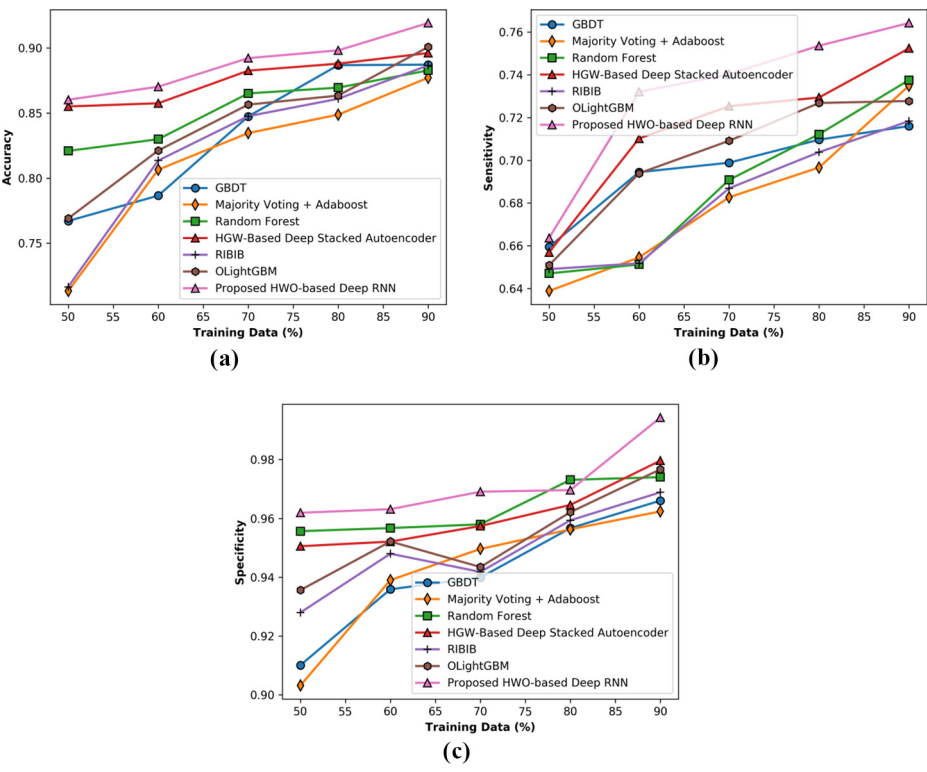 0.90
0.85
0.80
0.75
Accuracy
GBDT
Majority Voting + Adaboost
Random Forest
HGW-Based Deep Stacked Autoencoder
RIBIB
OLightGBM
Proposed HWO-based Deep RNN
50 55 60 65 70 75 80 85 90
Training Data (%)
(a)
0.76
0.74
0.72
0.70
0.68
0.66
0.64
Sensitivity
GBDT
Majority Voting + Adaboost
Random Forest
HGW-Based Deep Stacked Autoencoder
RIBIB
OLightGBM
Proposed HWO-based Deep RNN
50 55 60 65 70 75 80 85 90
Training Data (%)
(b)
0.98
0.96
0.94
0.92
0.90
Specificity
GBDT
Majority Voting + Adaboost
Random Forest
HGW-Based Deep Stacked Autoencoder
RIBIB
OLightGBM
Proposed HWO-based Deep RNN
50 55 60 65 70 75 80 85 90
Training Data (%)
(c)